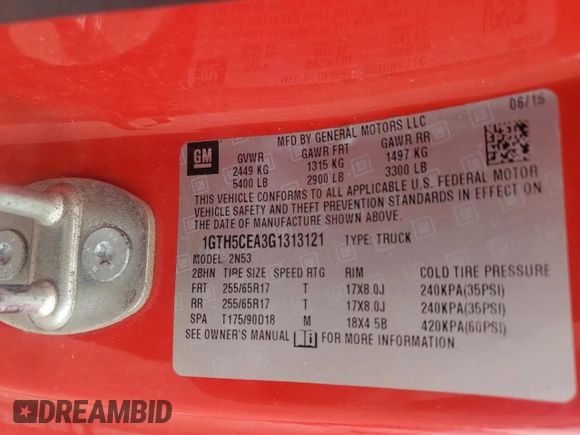 06/15
MFD BY GENERAL MOTORS LLC
GM
GVWR GAWR FRT GAWR RR
2449 KG 1315 KG 1497 KG
5400 LB 2900 LB 3300 LB
THIS VEHICLE CONFORMS TO ALL APPLICABLE U.S. FEDERAL MOTOR
VEHICLE SAFETY AND THEFT PREVENTION STANDARDS IN EFFECT ON
THE DATE OF MANUFACTURE SHOWN ABOVE.
1GTH5CEA3G1313121 TYPE: TRUCK
MODEL: 2N53
2BHN TIRE SIZE SPEED RTG RIM COLD TIRE PRESSURE
FRT 255/65R17 T 17X8.0J 240KPA(35PSI)
RR 255/65R17 T 17X8.0J 240KPA(35PSI)
SPA T175/90D18 M 18X4.5B 420KPA(60PSI)
SEE OWNER'S MANUAL FOR MORE INFORMATION.
DREAMBID